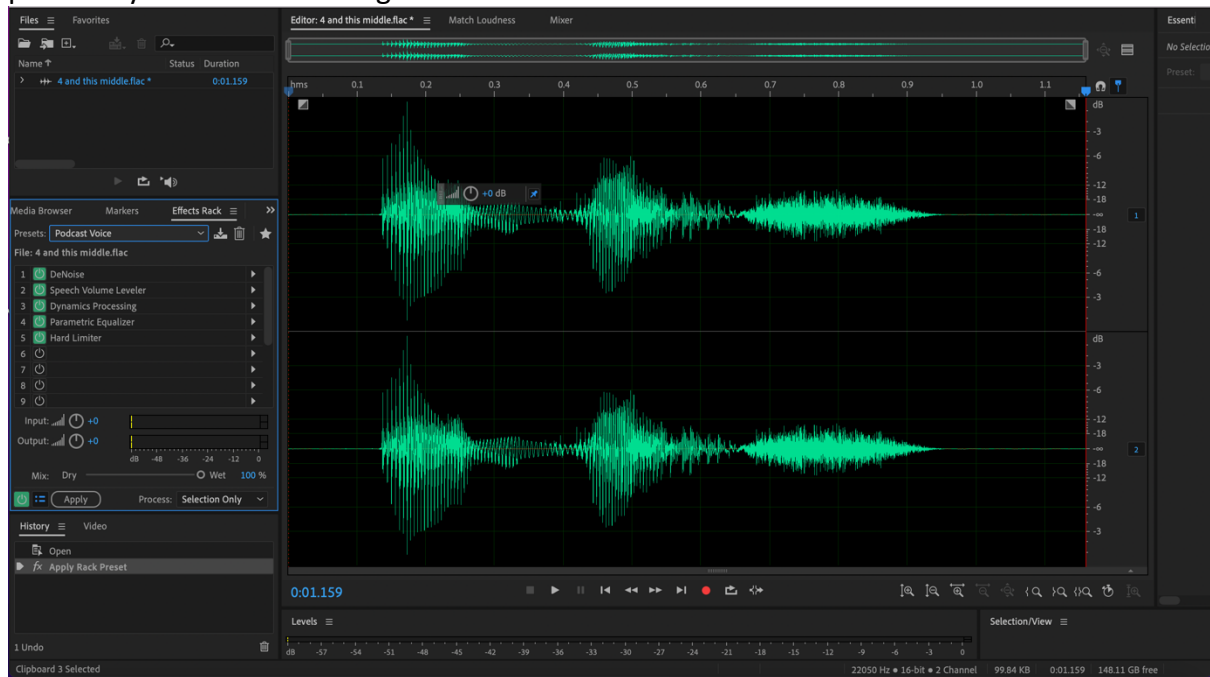 Files ☰ Favorites
Name ↑ Status Duration
4 and this middle.flac * 0:01.159
Media Browser Markers Effects Rack ☰ >>
Presets: Podcast Voice
File: 4 and this middle.flac
1 DeNoise
2 Speech Volume Leveler
3 Dynamics Processing
4 Parametric Equalizer
5 Hard Limiter
6
7
8
9
Input: +0
Output: +0
dB -48 -36 -24 -12 0
Mix: Dry Wet 100 %
Apply Process: Selection Only
History ☰ Video
Open
fx Apply Rack Preset
1 Undo
Clipboard 3 Selected
Editor: 4 and this middle.flac * ☰ Match Loudness Mixer
hms 0.1 0.2 0.3 0.4 0.5 0.6 0.7 0.8 0.9 1.0 1.1
+0 dB
dB
-3
-6
-12
-18
-∞ 1
-18
-12
-6
-3
dB
-3
-6
-12
-18
-∞ 2
-18
-12
-6
-3
0:01.159
Levels ☰
dB -57 -54 -51 -48 -45 -42 -39 -36 -33 -30 -27 -24 -21 -18 -15 -12 -9 -6 -3 0
Selection/View ☰
22050 Hz • 16-bit • 2 Channel 99.84 KB 0:01.159 148.11 GB free
Essenti
No Selectio
Preset: